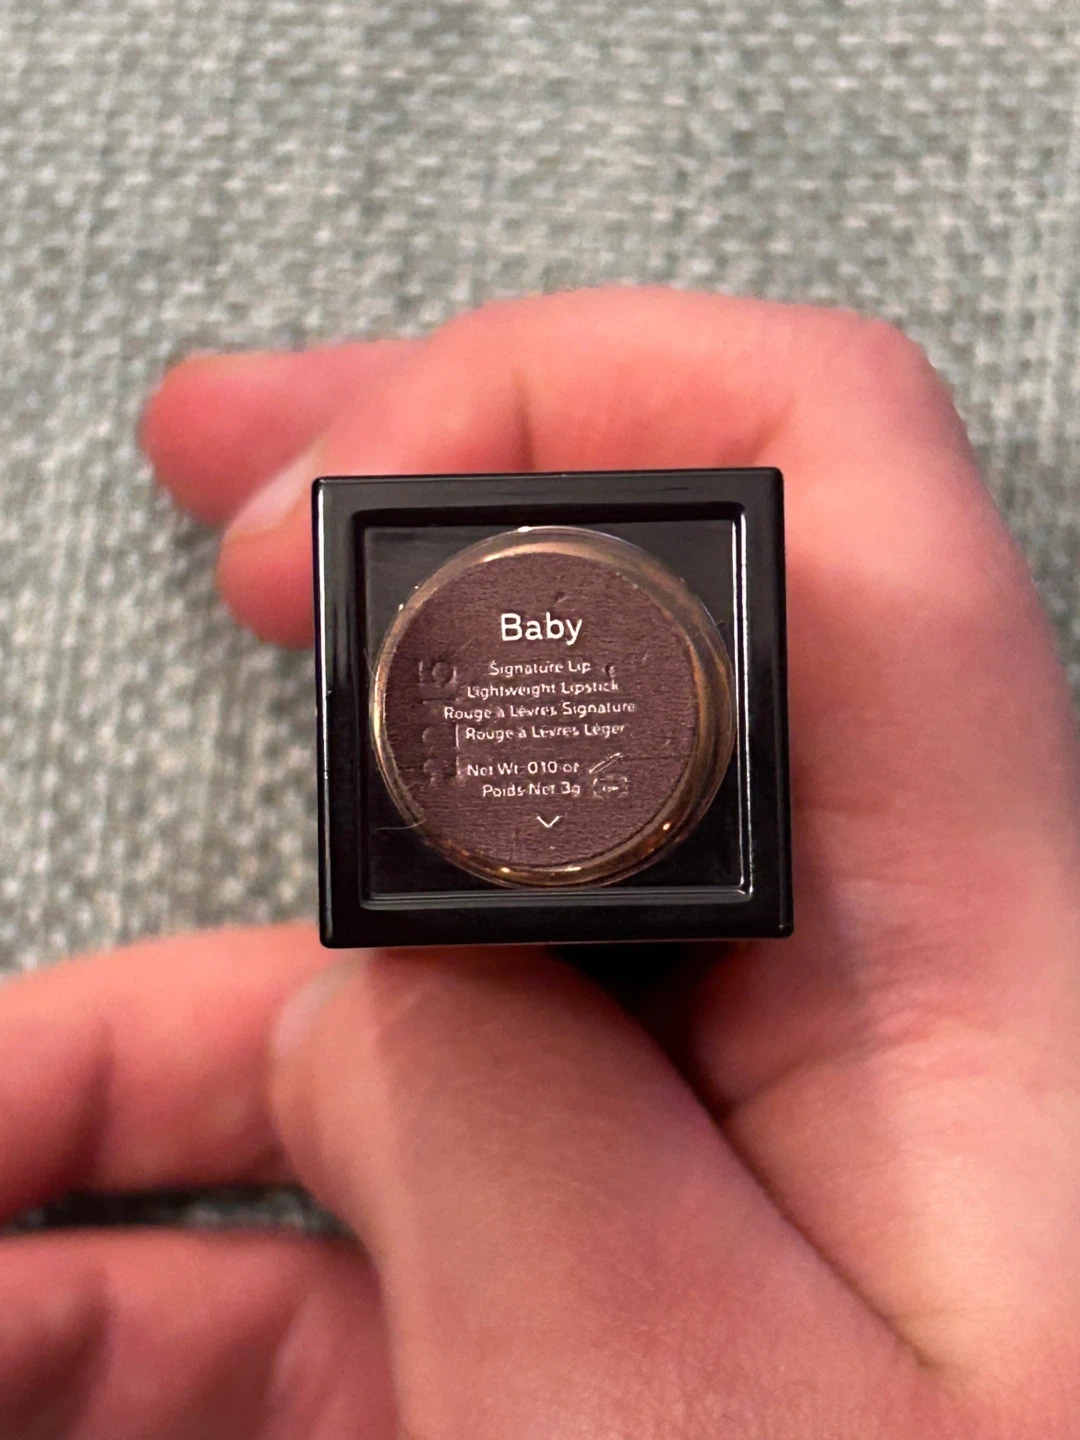 Baby
Signature Lip
Lightweight Lipstick
Rouge à Lèvres Signature
Rouge à Lèvres Léger
Net Wt. 0.10 oz
Poids Net 3g